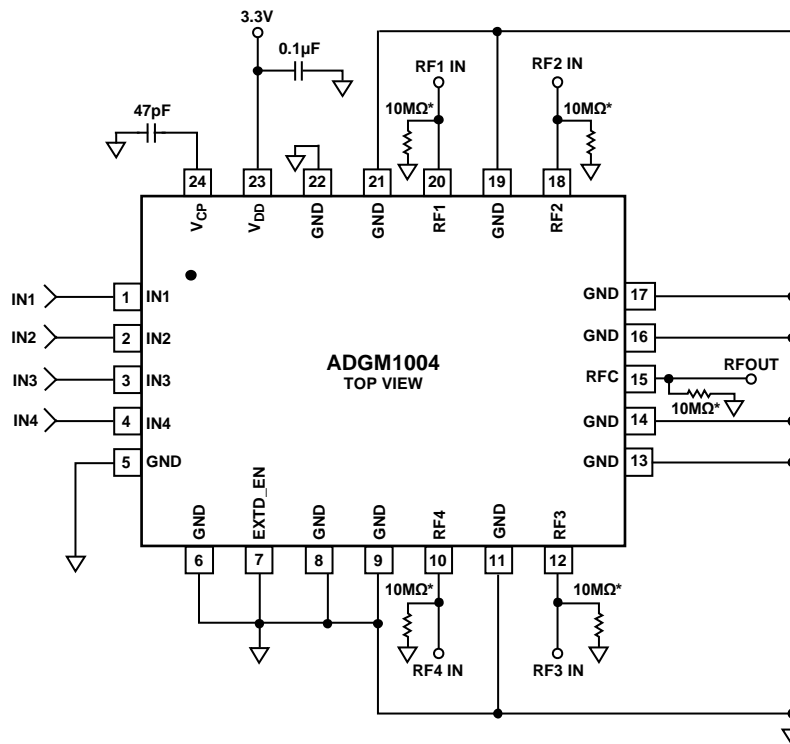 3.3V
0.1µF
47pF
RF1 IN
RF2 IN
10MΩ*
10MΩ*
24
23
22
21
20
19
18
VCP
VDD
GND
GND
RF1
GND
RF2
IN1
1
IN1
IN2
2
IN2
IN3
3
IN3
IN4
4
IN4
5
GND
ADGM1004
TOP VIEW
GND
17
GND
16
RFC
15
RFOUT
10MΩ*
GND
14
GND
13
GND
EXTD_EN
GND
GND
RF4
GND
RF3
6
7
8
9
10
11
12
10MΩ*
10MΩ*
RF4 IN
RF3 IN